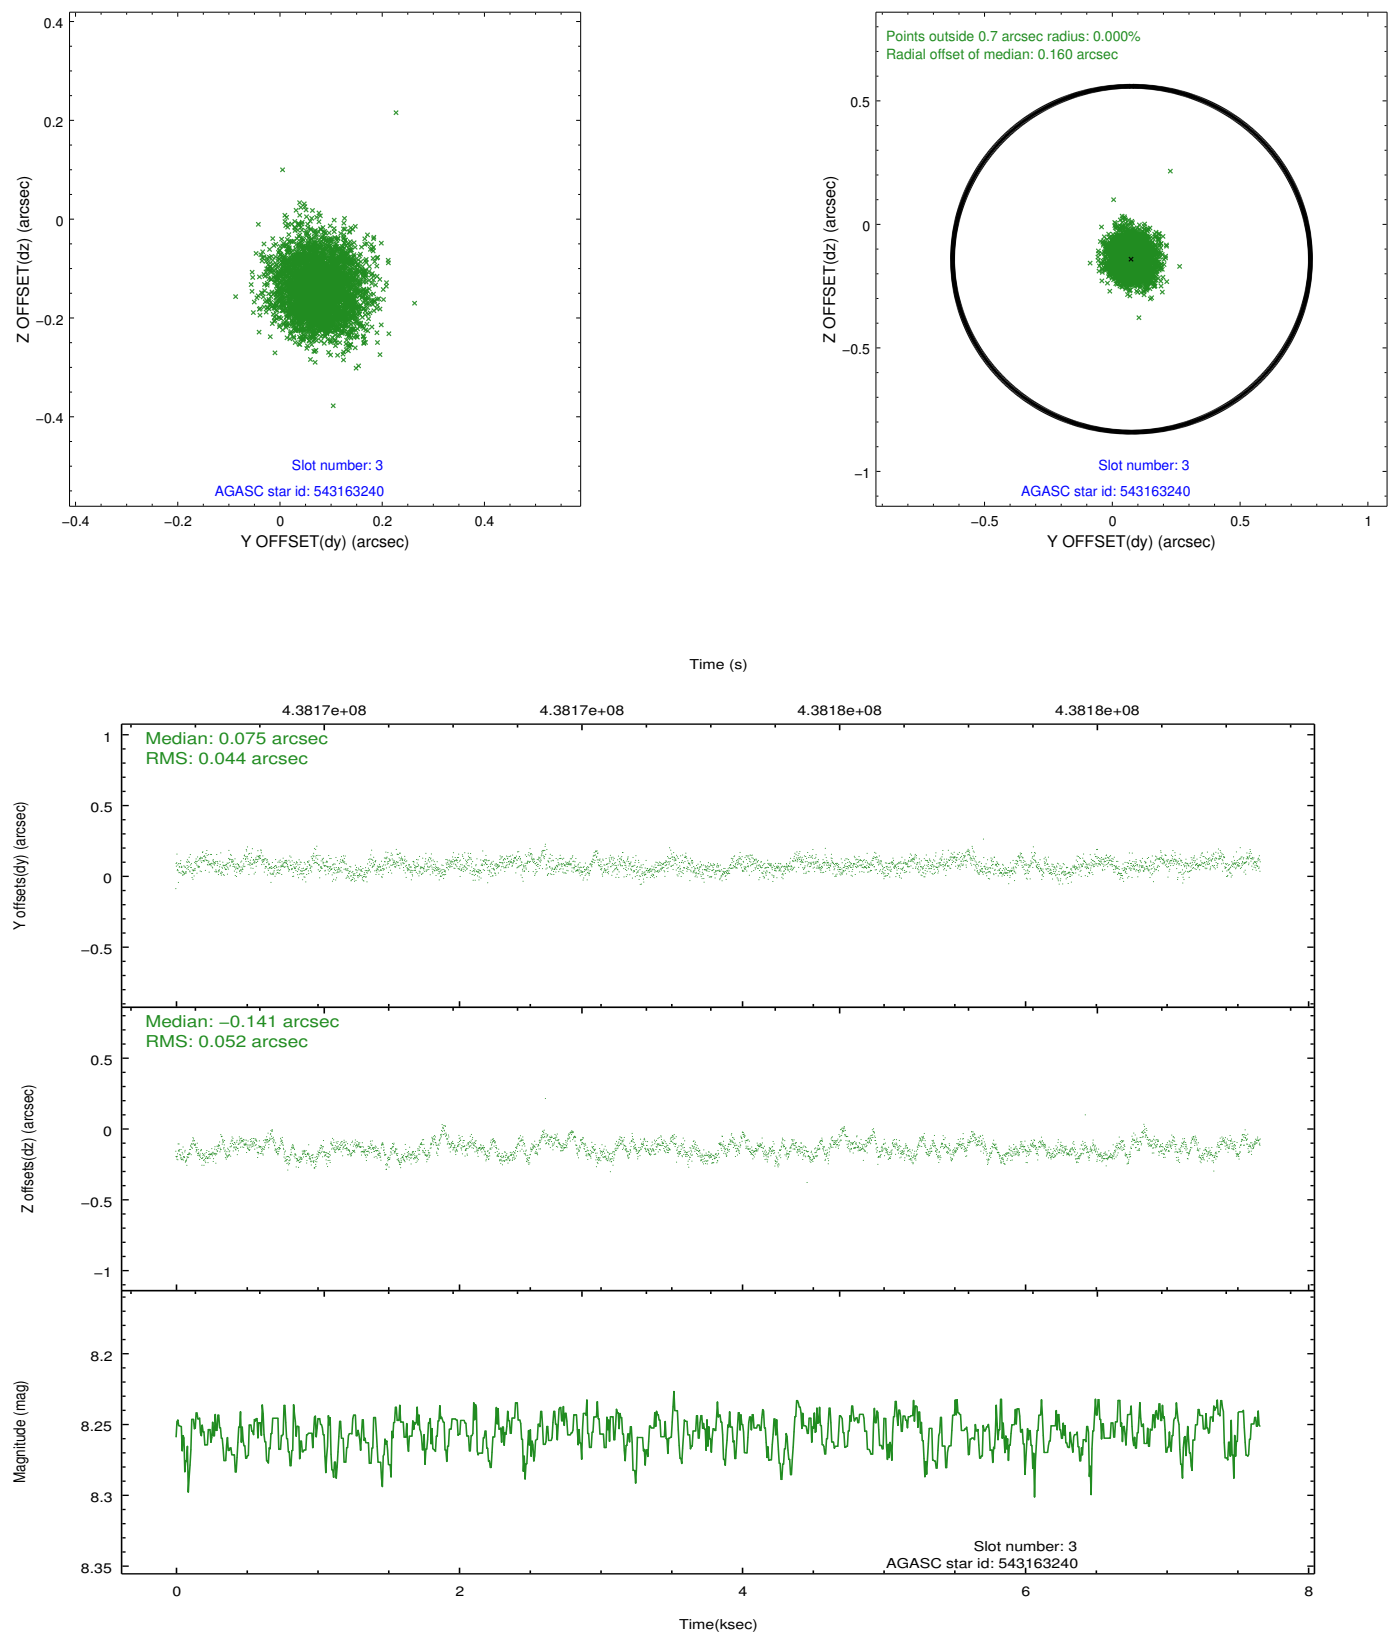 0.4
0.2
0
−0.2
−0.4
Z OFFSET(dz) (arcsec)
Slot number: 3
AGASC star id: 543163240
−0.4
−0.2
0
0.2
0.4
Y OFFSET(dy) (arcsec)
Points outside 0.7 arcsec radius: 0.000%
Radial offset of median: 0.160 arcsec
0.5
0
−0.5
−1
Z OFFSET(dz) (arcsec)
Slot number: 3
AGASC star id: 543163240
−0.5
0
0.5
1
Y OFFSET(dy) (arcsec)
Time (s)
4.3817e+08
4.3817e+08
4.3818e+08
4.3818e+08
Median: 0.075 arcsec
RMS: 0.044 arcsec
1
0.5
0
−0.5
Y offsets(dy) (arcsec)
Median: −0.141 arcsec
RMS: 0.052 arcsec
0.5
0
−0.5
−1
Z offsets(dz) (arcsec)
8.2
8.25
8.3
8.35
Magnitude (mag)
Slot number: 3
AGASC star id: 543163240
0
2
4
6
8
Time(ksec)